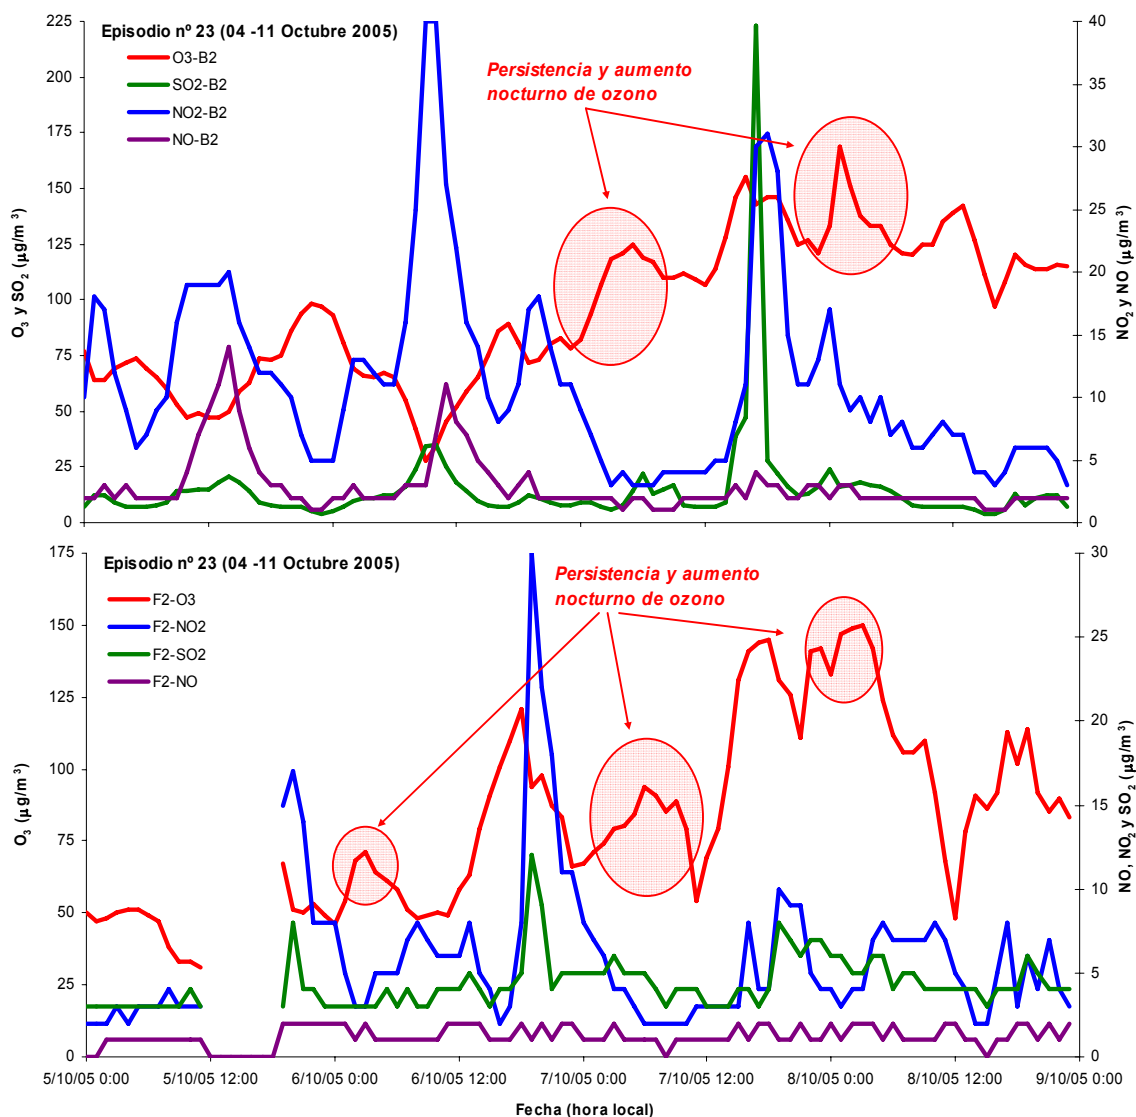 Episodio nº 23 (04 -11 Octubre 2005)
O3-B2
SO2-B2
NO2-B2
NO-B2
Persistencia y aumento
nocturno de ozono
O₃ y SO₂ (µg/m³)
225
200
175
150
125
100
75
50
25
0
NO₂ y NO (µg/m³)
40
35
30
25
20
15
10
5
0
Episodio nº 23 (04 -11 Octubre 2005)
F2-O3
F2-NO2
F2-SO2
F2-NO
Persistencia y aumento
nocturno de ozono
O₃ (µg/m³)
175
150
125
100
75
50
25
0
NO, NO₂ y SO₂ (µg/m³)
30
25
20
15
10
5
0
5/10/05 0:00 5/10/05 12:00 6/10/05 0:00 6/10/05 12:00 7/10/05 0:00 7/10/05 12:00 8/10/05 0:00 8/10/05 12:00 9/10/05 0:00
Fecha (hora local)